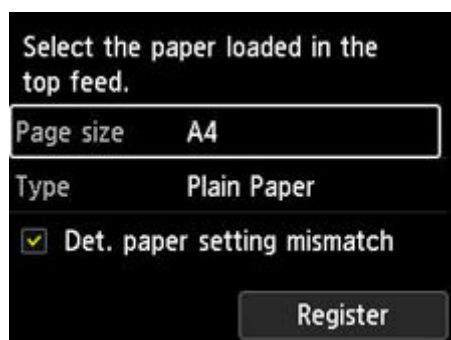 Select the paper loaded in the
top feed.
Page size A4
Type Plain Paper
Det. paper setting mismatch
Register